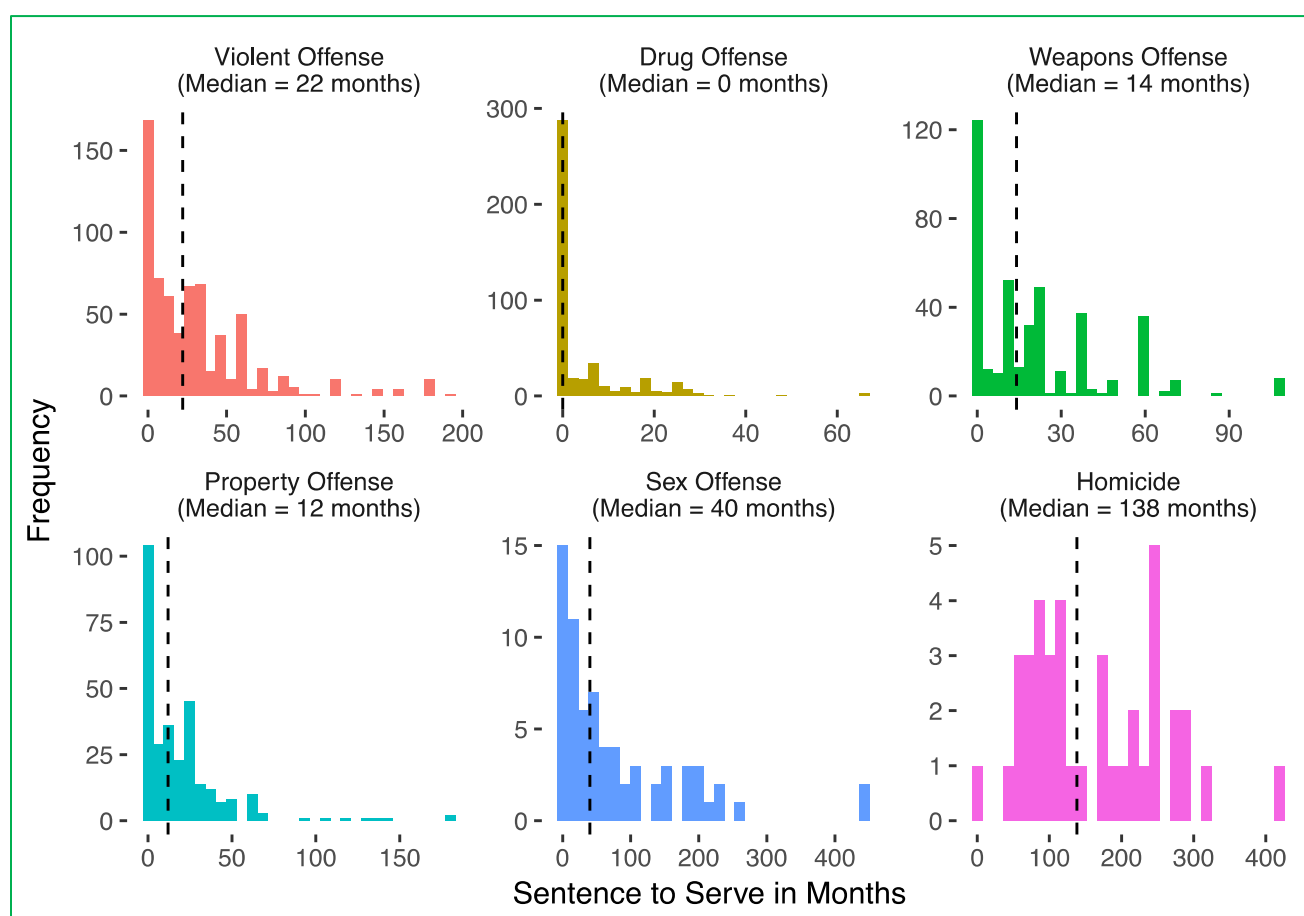 Violent Offense
(Median = 22 months)
Drug Offense
(Median = 0 months)
Weapons Offense
(Median = 14 months)
150
100
50
0
0 50 100 150 200
300
200
100
0
0 20 40 60
120
80
40
0
0 30 60 90
Frequency
Property Offense
(Median = 12 months)
Sex Offense
(Median = 40 months)
Homicide
(Median = 138 months)
100
75
50
25
0
0 50 100 150
15
10
5
0
0 100 200 300 400
5
4
3
2
1
0
0 100 200 300 400
Sentence to Serve in Months